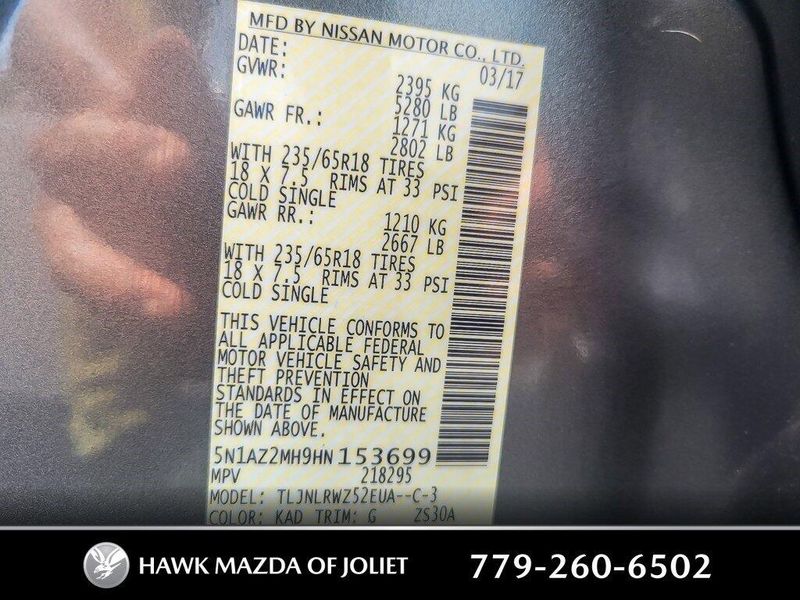 MFD BY NISSAN MOTOR CO., LTD.
DATE: 03/17
GVWR: 2395 KG
5280 LB
GAWR FR.: 1271 KG
2802 LB
WITH 235/65R18 TIRES
18 X 7.5 RIMS AT 33 PSI
COLD SINGLE
GAWR RR.: 1210 KG
2667 LB
WITH 235/65R18 TIRES
18 X 7.5 RIMS AT 33 PSI
COLD SINGLE
THIS VEHICLE CONFORMS TO
ALL APPLICABLE FEDERAL
MOTOR VEHICLE SAFETY AND
THEFT PREVENTION
STANDARDS IN EFFECT ON
THE DATE OF MANUFACTURE
SHOWN ABOVE.
5N1AZ2MH9HN 153699
MPV 218295
MODEL: TLJNLRWZ52EUA--C-3
COLOR: KAD TRIM: G ZS30A
HAWK MAZDA OF JOLIET 779-260-6502